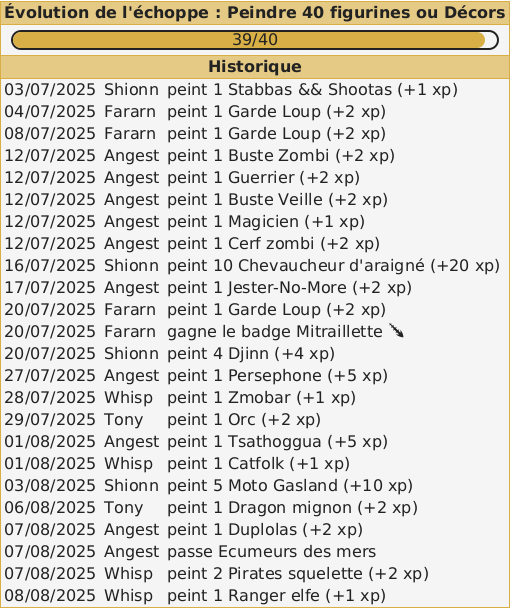 Évolution de l'échoppe : Peindre 40 figurines ou Décors
39/40
Historique
03/07/2025 Shionn peint 1 Stabbas && Shootas (+1 xp)
04/07/2025 Fararn peint 1 Garde Loup (+2 xp)
08/07/2025 Fararn peint 1 Garde Loup (+2 xp)
12/07/2025 Angest peint 1 Buste Zombi (+2 xp)
12/07/2025 Angest peint 1 Guerrier (+2 xp)
12/07/2025 Angest peint 1 Buste Veille (+2 xp)
12/07/2025 Angest peint 1 Magicien (+1 xp)
12/07/2025 Angest peint 1 Cerf zombi (+2 xp)
16/07/2025 Shionn peint 10 Chevaucheur d'araigné (+20 xp)
17/07/2025 Angest peint 1 Jester-No-More (+2 xp)
20/07/2025 Fararn peint 1 Garde Loup (+2 xp)
20/07/2025 Fararn gagne le badge Mitraillette
20/07/2025 Shionn peint 4 Djinn (+4 xp)
27/07/2025 Angest peint 1 Persephone (+5 xp)
28/07/2025 Whisp peint 1 Zmobar (+1 xp)
29/07/2025 Tony peint 1 Orc (+2 xp)
01/08/2025 Angest peint 1 Tsathoggua (+5 xp)
01/08/2025 Whisp peint 1 Catfolk (+1 xp)
03/08/2025 Shionn peint 5 Moto Gasland (+10 xp)
06/08/2025 Tony peint 1 Dragon mignon (+2 xp)
07/08/2025 Angest peint 1 Duplolas (+2 xp)
07/08/2025 Angest passe Ecumeurs des mers
07/08/2025 Whisp peint 2 Pirates squelette (+2 xp)
08/08/2025 Whisp peint 1 Ranger elfe (+1 xp)